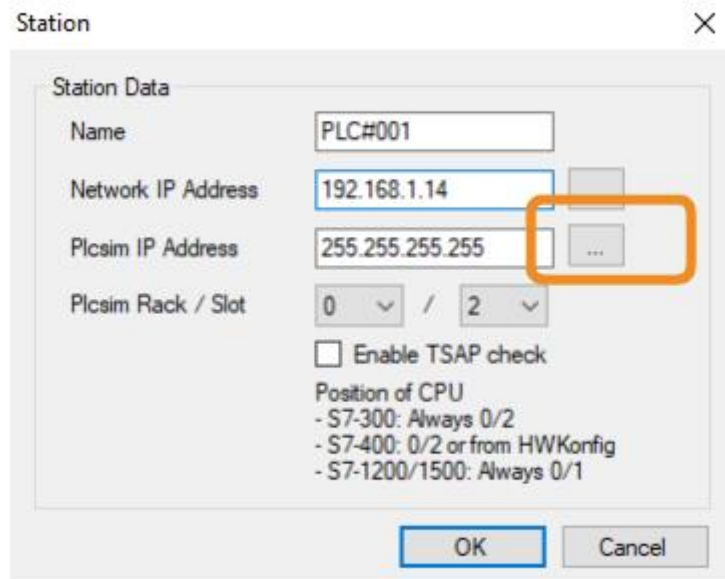 Station
Station Data
Name PLC#001
Network IP Address 192.168.1.14
Plcsim IP Address 255.255.255.255 ...
Plcsim Rack / Slot 0 / 2
Enable TSAP check
Position of CPU
- S7-300: Always 0/2
- S7-400: 0/2 or from HWKonfig
- S7-1200/1500: Always 0/1
OK Cancel